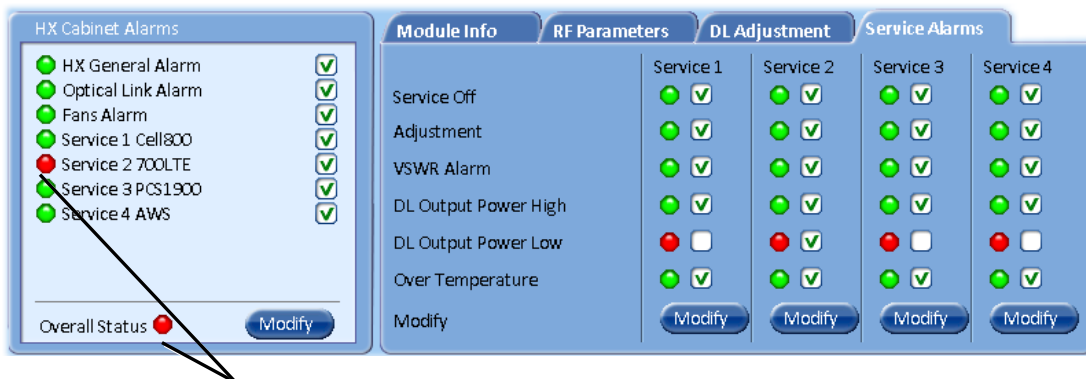 HX Cabinet Alarms
HX General Alarm
Optical Link Alarm
Fans Alarm
Service 1 Cell800
Service 2 700LTE
Service 3 PCS1900
Service 4 AWS
Overall Status
Modify
Module Info
RF Parameters
DL Adjustment
Service Alarms
Service 1 Service 2 Service 3 Service 4
Service Off
Adjustment
VSWR Alarm
DL Output Power High
DL Output Power Low
Over Temperature
Modify Modify Modify Modify Modify